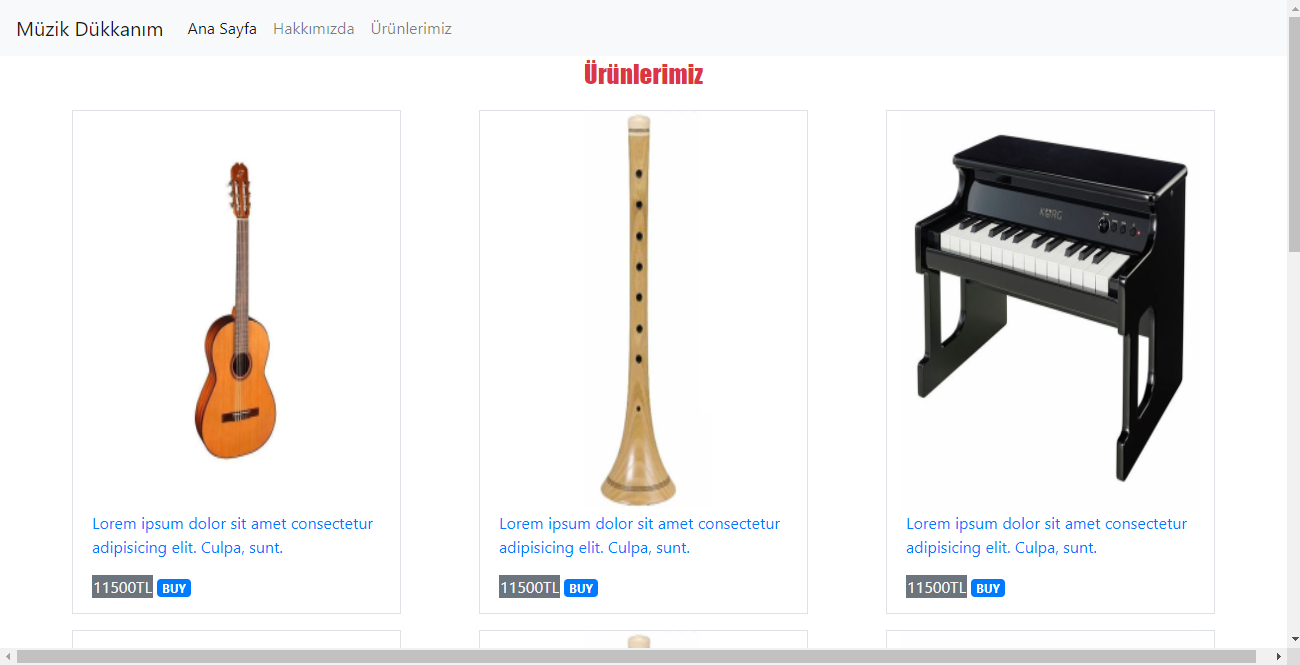 Müzik Dükkanım Ana Sayfa Hakkımızda Ürünlerimiz
Ürünlerimiz
KORG
Lorem ipsum dolor sit amet consectetur
adipisicing elit. Culpa, sunt.
11500TL BUY
Lorem ipsum dolor sit amet consectetur
adipisicing elit. Culpa, sunt.
11500TL BUY
Lorem ipsum dolor sit amet consectetur
adipisicing elit. Culpa, sunt.
11500TL BUY